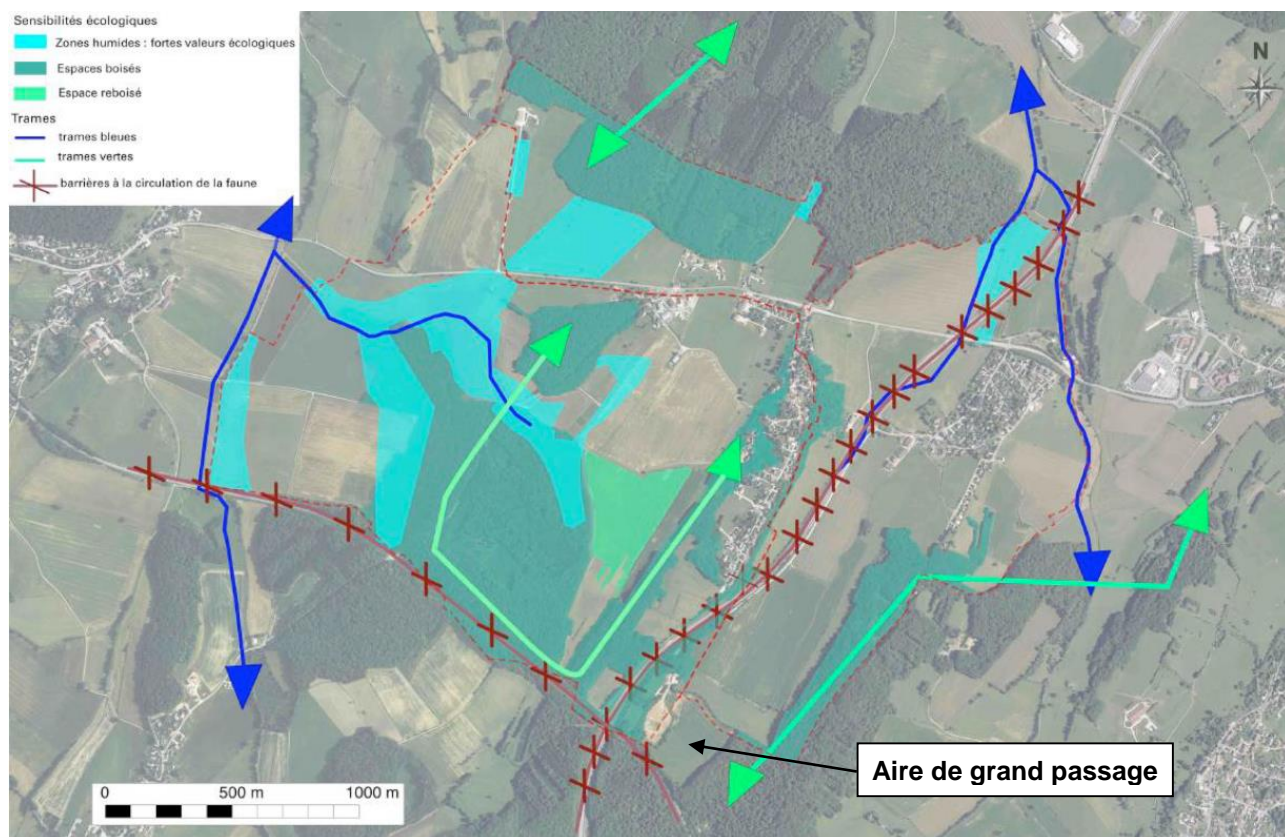 Sensibilités écologiques
Zones humides : fortes valeurs écologiques
Espaces boisés
Espace reboisé
Trames
trames bleues
trames vertes
barrières à la circulation de la faune
N
Aire de grand passage
0 500 m 1000 m